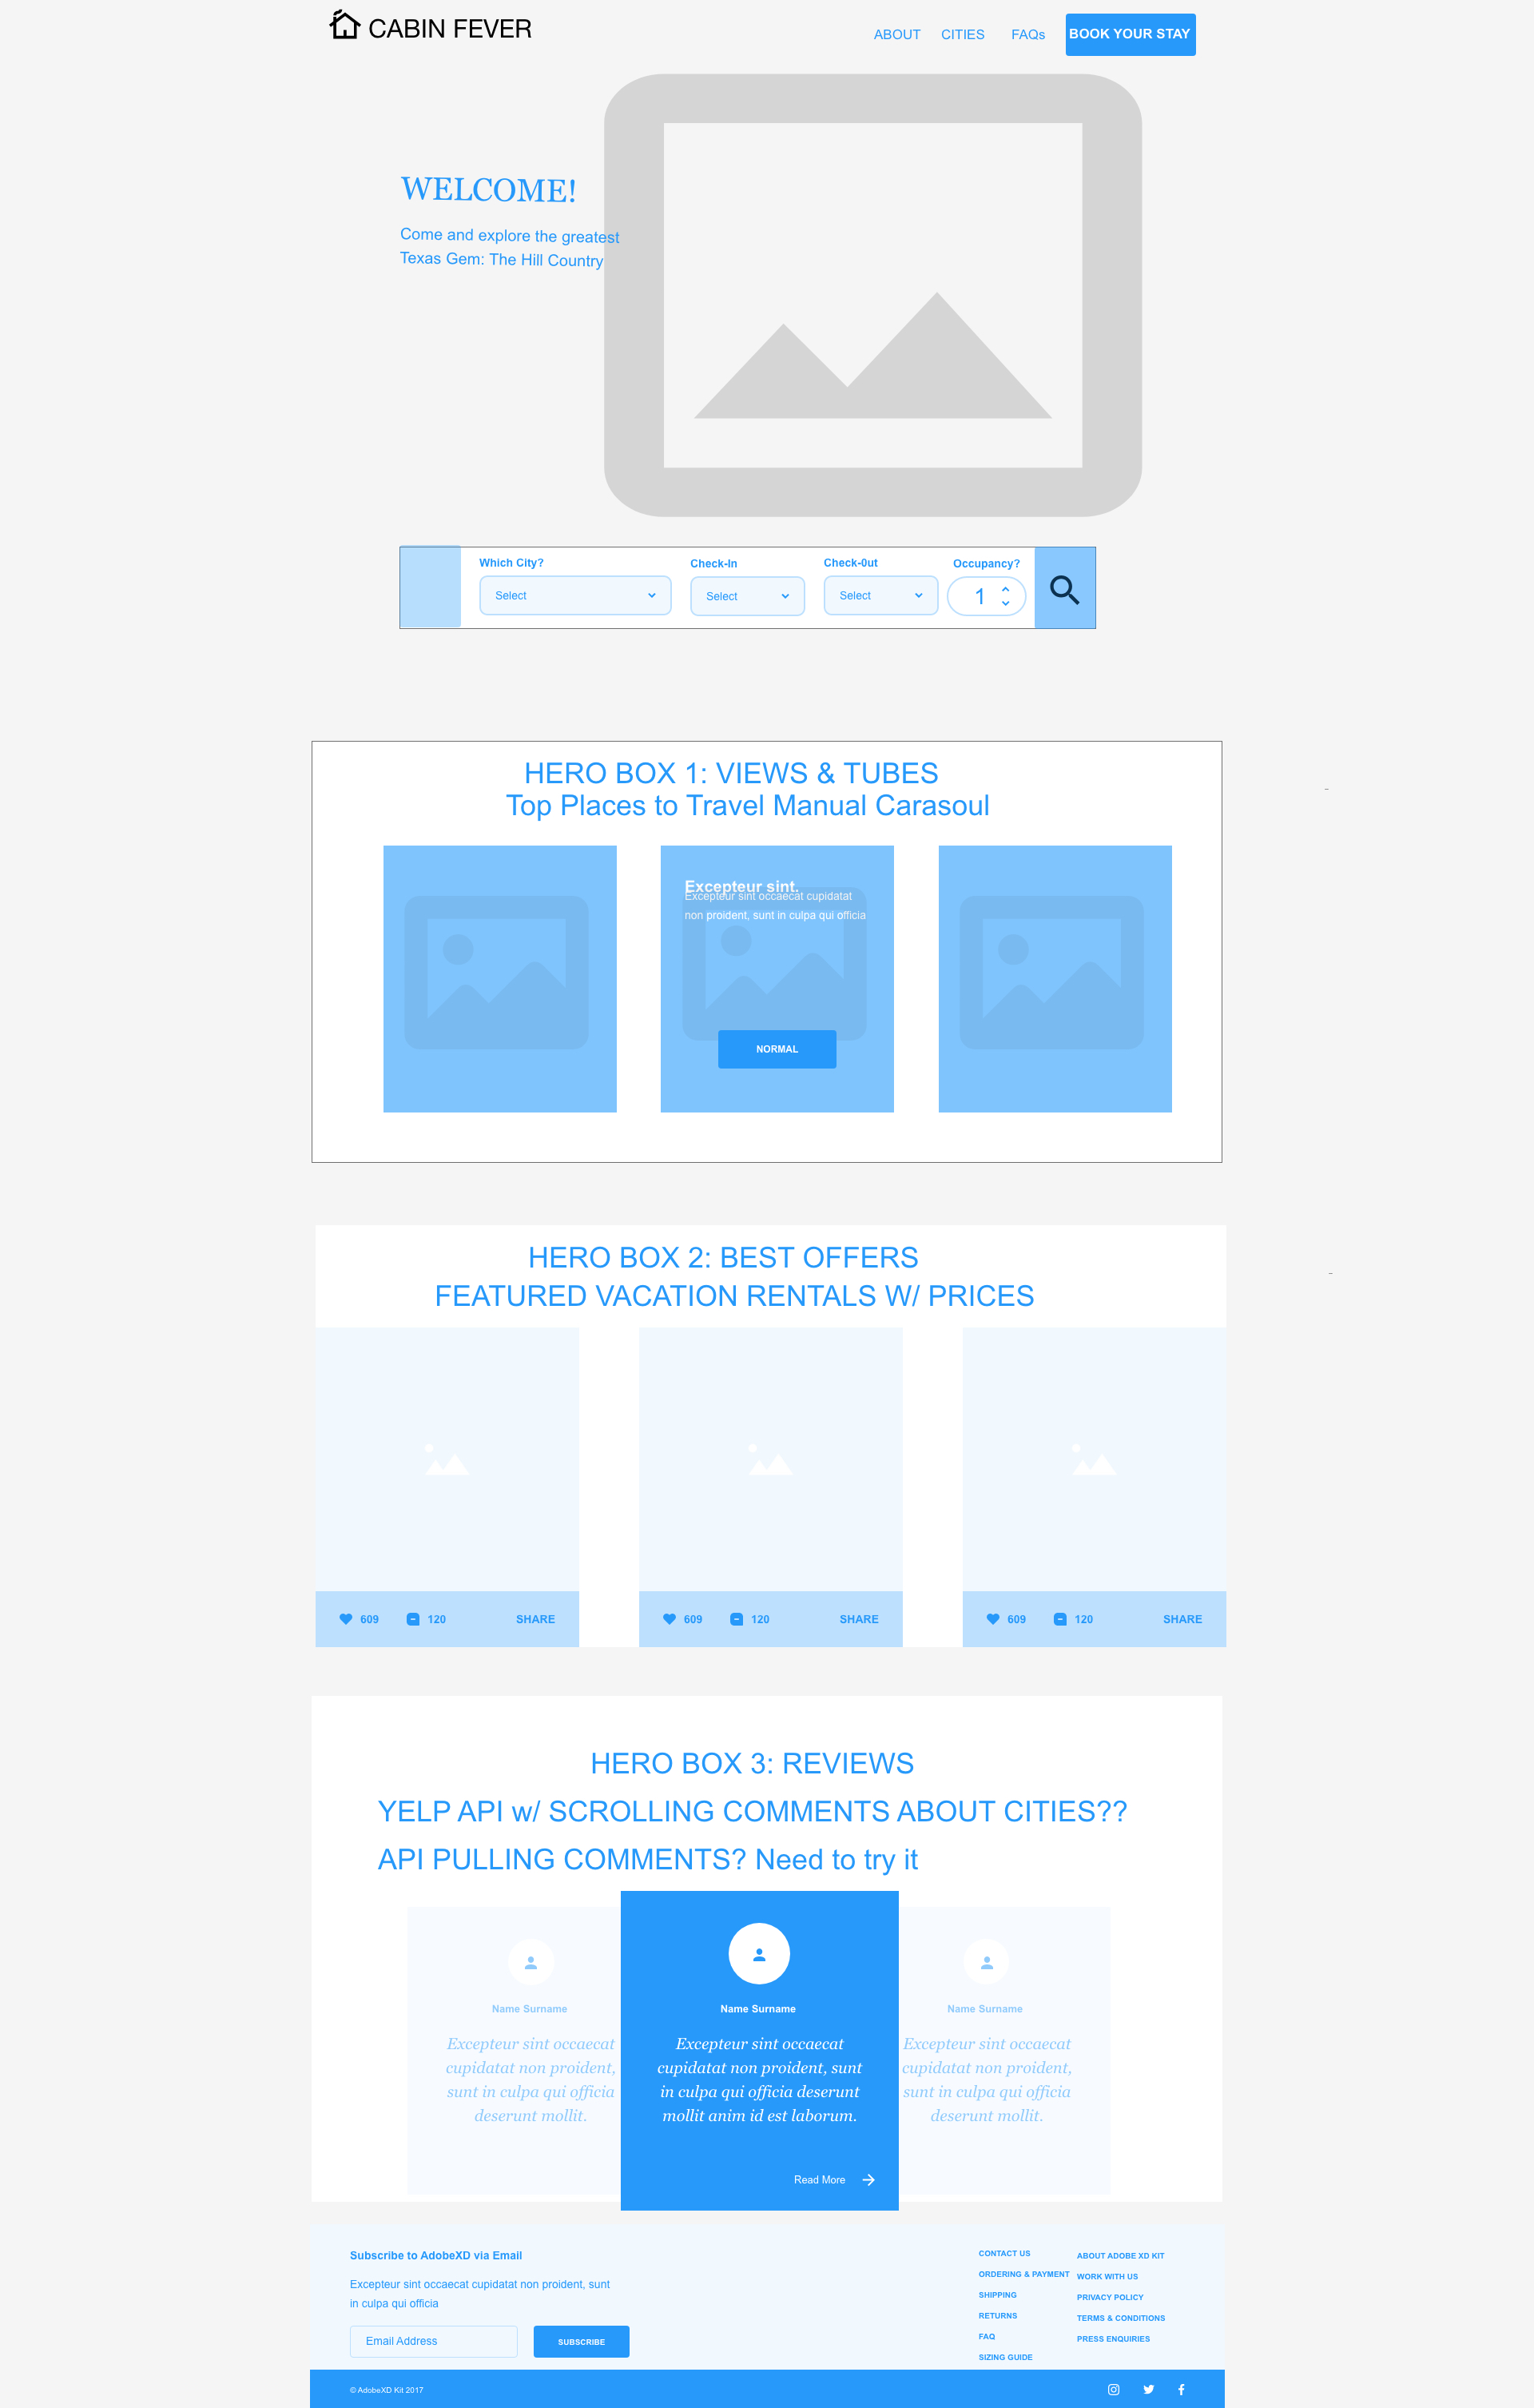 CABIN FEVER
ABOUT CITIES FAQs BOOK YOUR STAY
WELCOME!
Come and explore the greatest
Texas Gem: The Hill Country
Which City? Check-In Check-0ut Occupancy?
Select Select Select 1
HERO BOX 1: VIEWS & TUBES
Top Places to Travel Manual Carasoul
Excepteur sint.
Excepteur sint occaecat cupidatat
non proident, sunt in culpa qui officia
NORMAL
HERO BOX 2: BEST OFFERS
FEATURED VACATION RENTALS W/ PRICES
609 120 SHARE
609 120 SHARE
609 120 SHARE
HERO BOX 3: REVIEWS
YELP API w/ SCROLLING COMMENTS ABOUT CITIES??
API PULLING COMMENTS? Need to try it
Name Surname
Excepteur sint occaecat
cupidatat non proident,
sunt in culpa qui officia
deserunt mollit.
Name Surname
Excepteur sint occaecat
cupidatat non proident, sunt
in culpa qui officia deserunt
mollit anim id est laborum.
Read More
Name Surname
Excepteur sint occaecat
cupidatat non proident,
sunt in culpa qui officia
deserunt mollit.
Subscribe to AdobeXD via Email
Excepteur sint occaecat cupidatat non proident, sunt
in culpa qui officia
Email Address SUBSCRIBE
CONTACT US
ORDERING & PAYMENT
SHIPPING
RETURNS
FAQ
SIZING GUIDE
ABOUT ADOBE XD KIT
WORK WITH US
PRIVACY POLICY
TERMS & CONDITIONS
PRESS ENQUIRIES
© AdobeXD Kit 2017